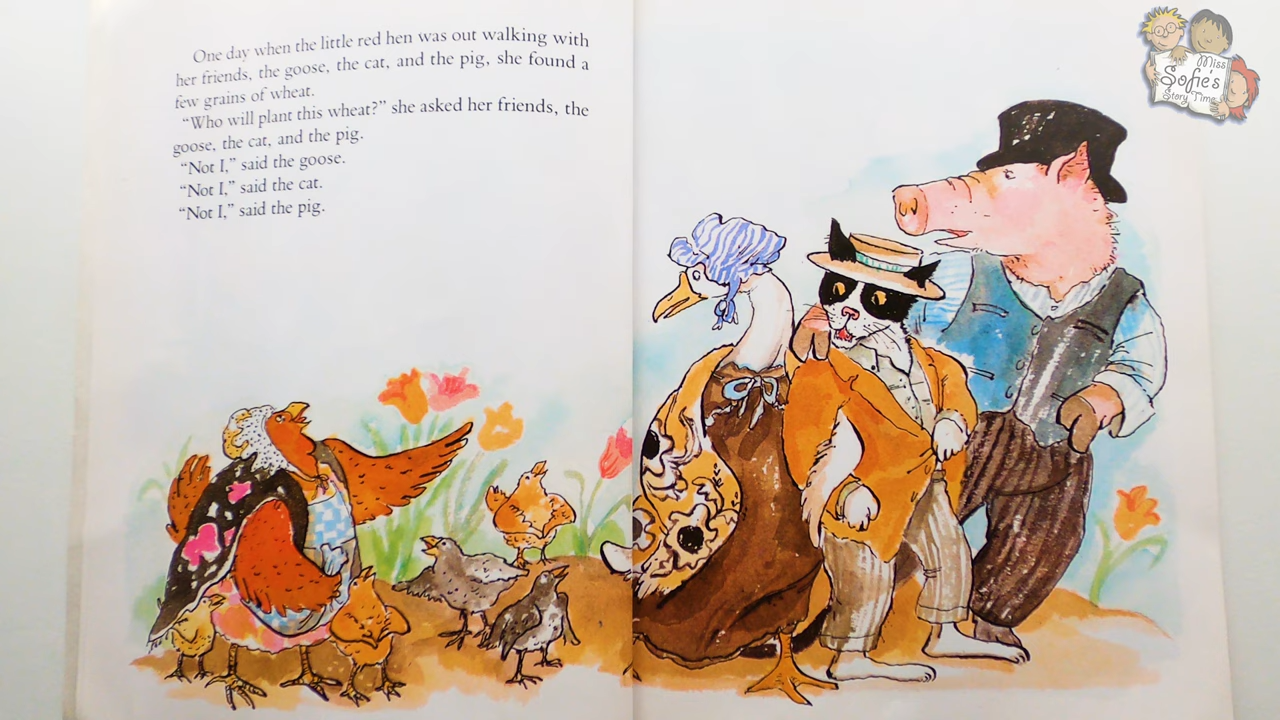 One day when the little red hen was out walking with
her friends, the goose, the cat, and the pig, she found a
few grains of wheat.
“Who will plant this wheat?” she asked her friends, the
goose, the cat, and the pig.
“Not I,” said the goose.
“Not I,” said the cat.
“Not I,” said the pig.
Miss
Sofie's
Story Time